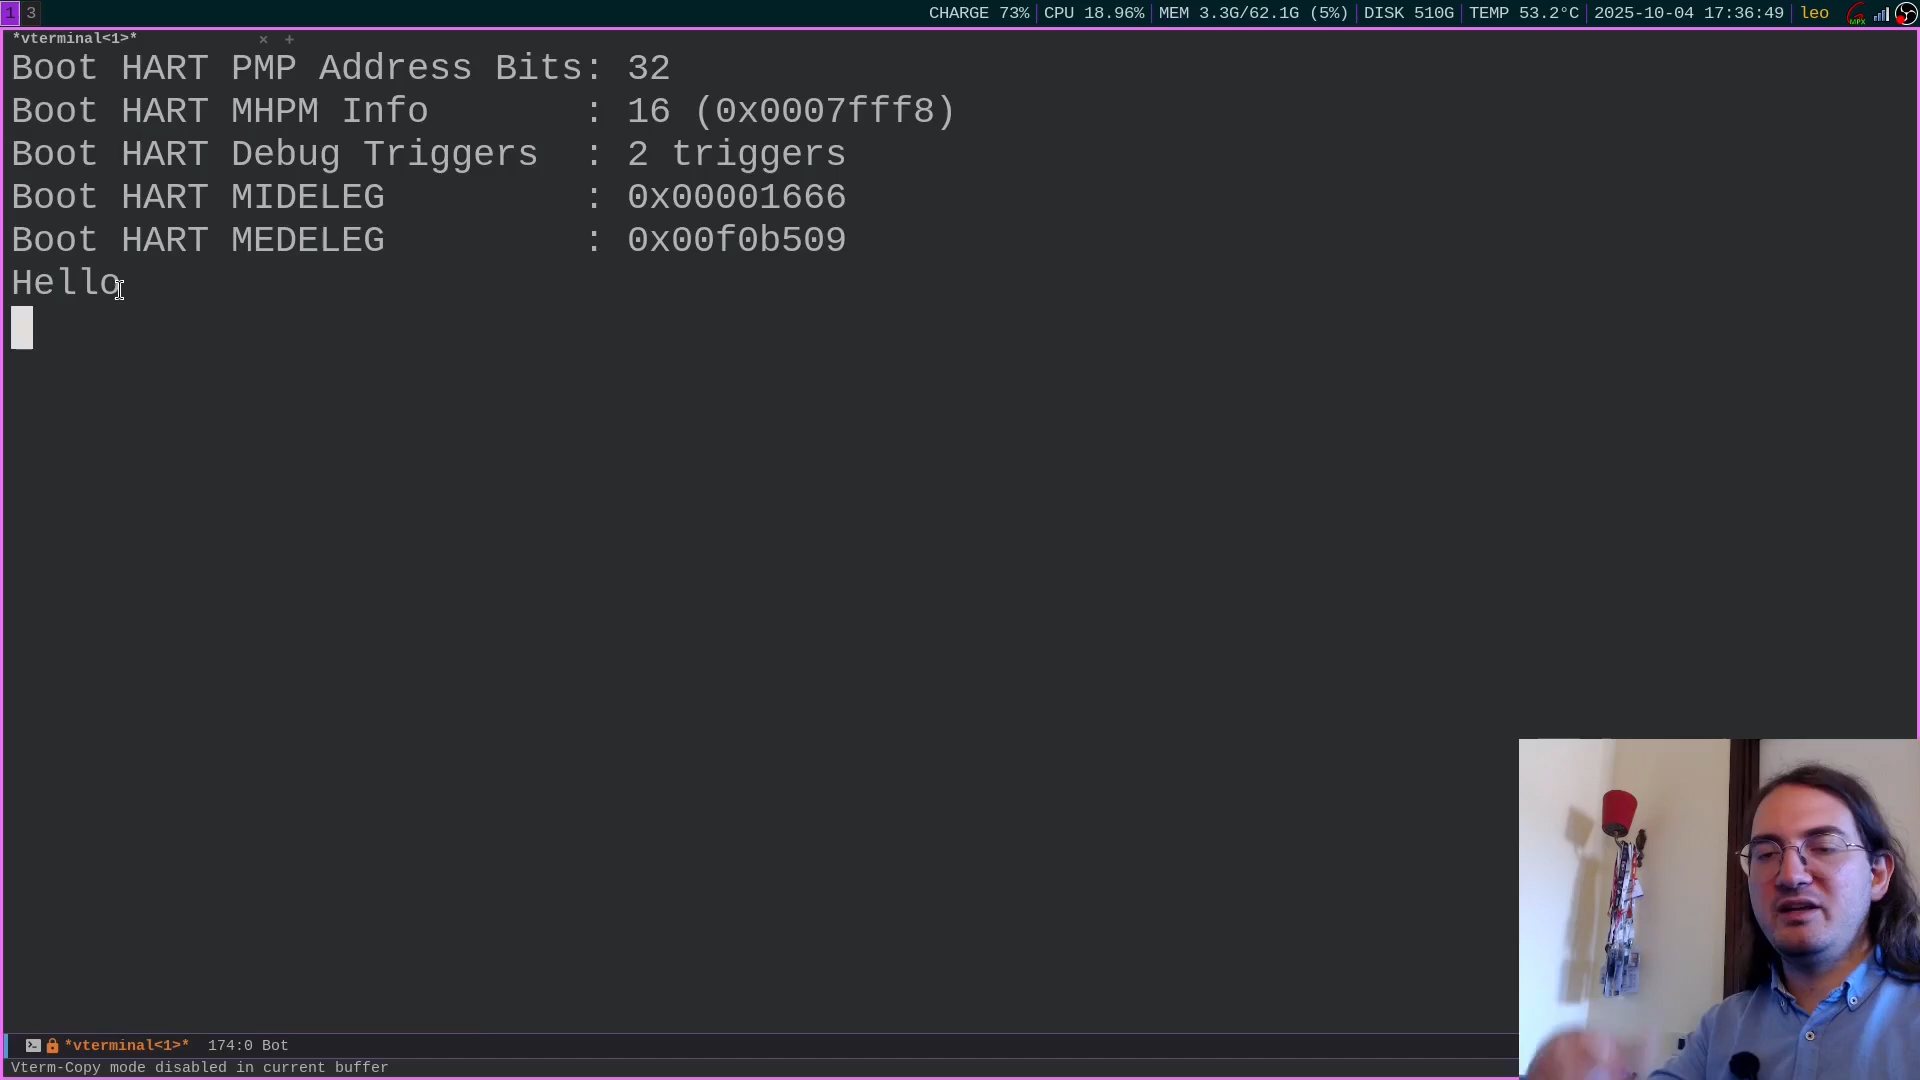 1 3 CHARGE 73% CPU 18.96% MEM 3.3G/62.1G (5%) DISK 510G TEMP 53.2°C 2025-10-04 17:36:49 leo
*vterminal<1>* × +
Boot HART PMP Address Bits: 32
Boot HART MHPM Info : 16 (0x0007fff8)
Boot HART Debug Triggers : 2 triggers
Boot HART MIDELEG : 0x00001666
Boot HART MEDELEG : 0x00f0b509
Hello
*vterminal<1>* 174:0 Bot
Vterm-Copy mode disabled in current buffer